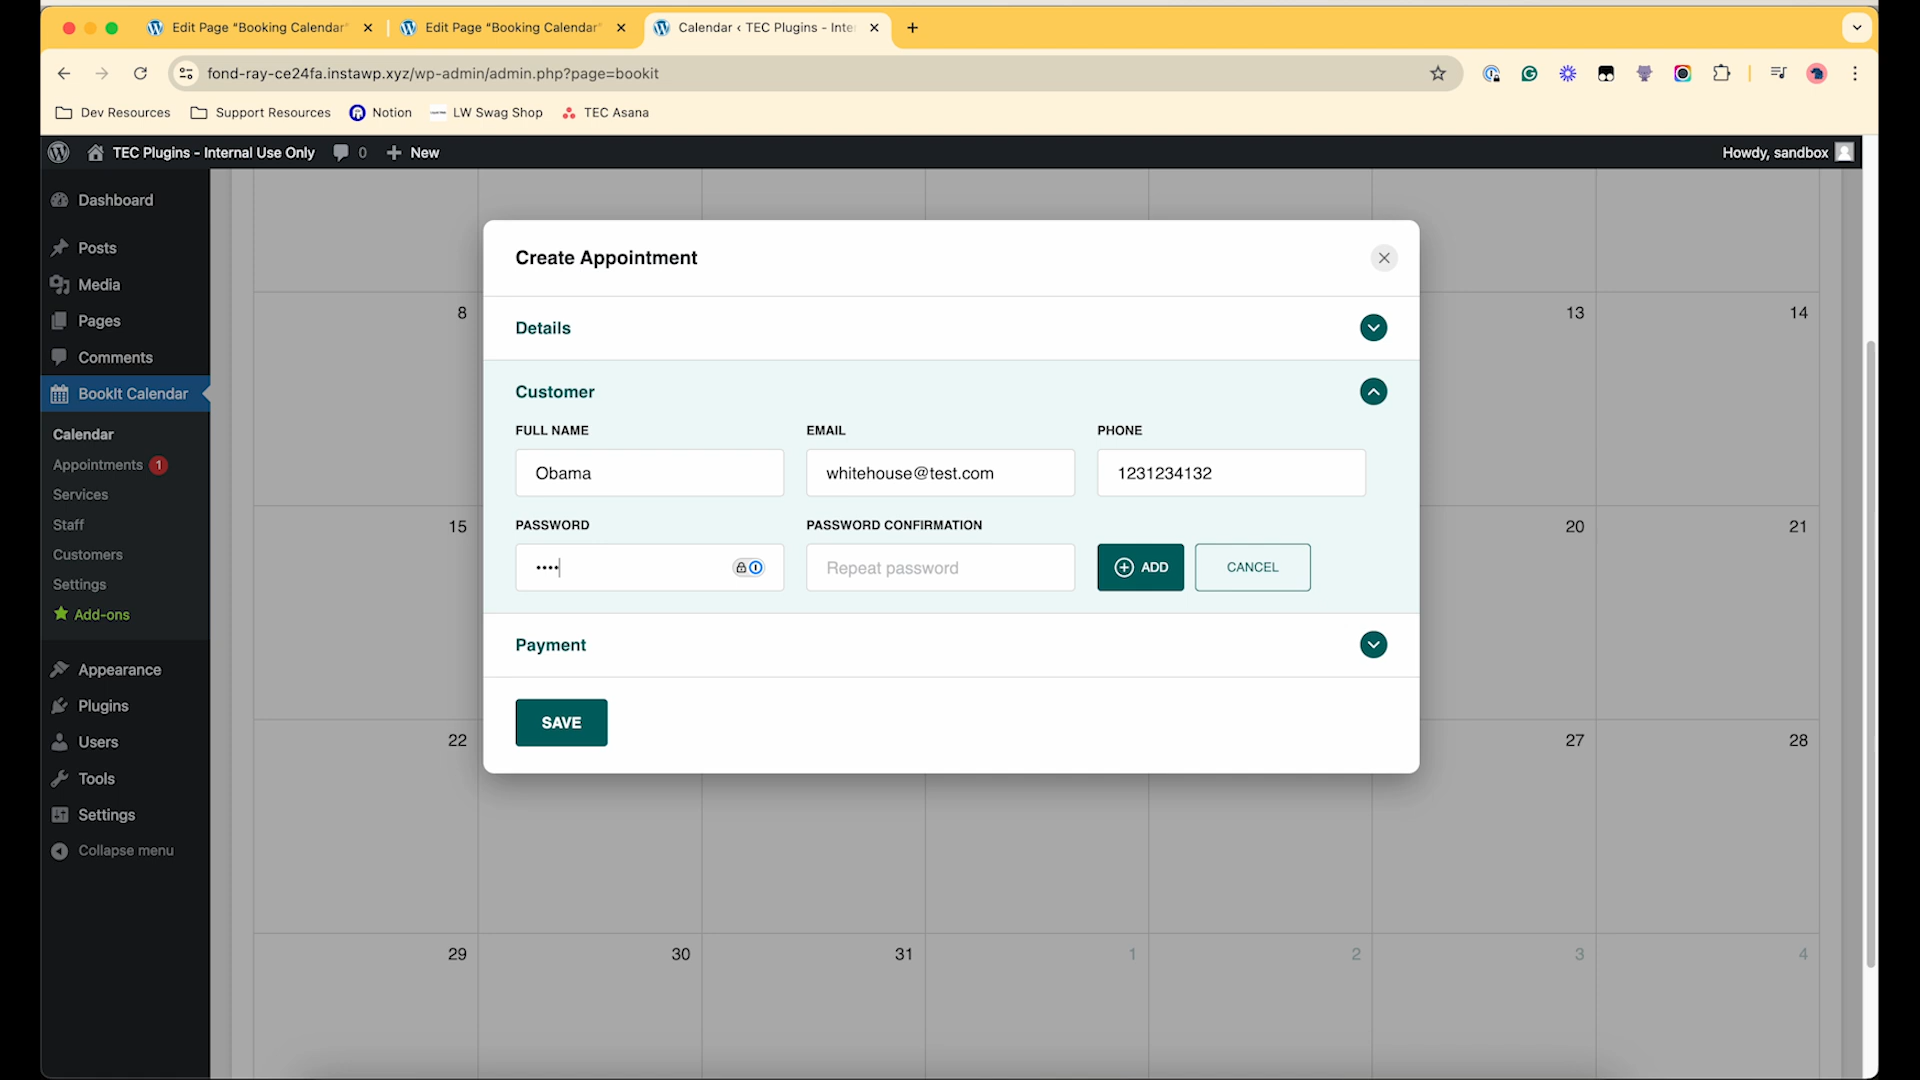 Edit Page “Booking Calendar”
Edit Page “Booking Calendar”
Calendar ‹ TEC Plugins - Inte
fond-ray-ce24fa.instawp.xyz/wp-admin/admin.php?page=bookit
Dev Resources
Support Resources
Notion
LW Swag Shop
TEC Asana
TEC Plugins - Internal Use Only
0
New
Howdy, sandbox
Dashboard
Posts
Media
Pages
Comments
BookIt Calendar
Calendar
Appointments 1
Services
Staff
Customers
Settings
Add-ons
Appearance
Plugins
Users
Tools
Settings
Collapse menu
Create Appointment
Details
Customer
FULL NAME
EMAIL
PHONE
Obama
whitehouse@test.com
1231234132
PASSWORD
PASSWORD CONFIRMATION
••••
Repeat password
ADD
CANCEL
Payment
SAVE
8
13
14
15
20
21
22
27
28
29
30
31
1
2
3
4